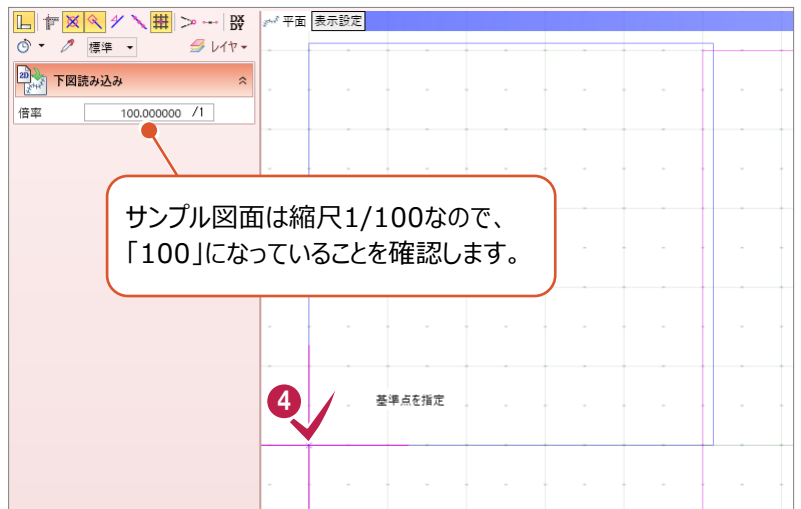 平面 表示設定
標準 レイヤ
2D 下図読み込み
倍率 100.000000 /1
サンプル図面は縮尺1/100なので、
「100」になっていることを確認します。
4 基準点を指定